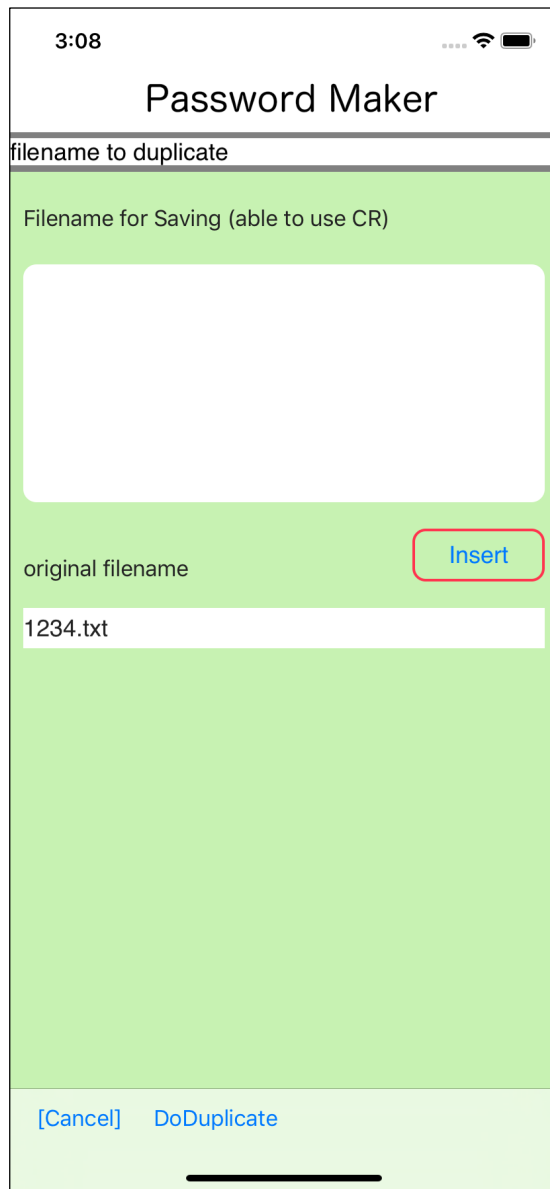 3:08
Password Maker
filename to duplicate
Filename for Saving (able to use CR)
Insert
original filename
1234.txt
[Cancel] DoDuplicate